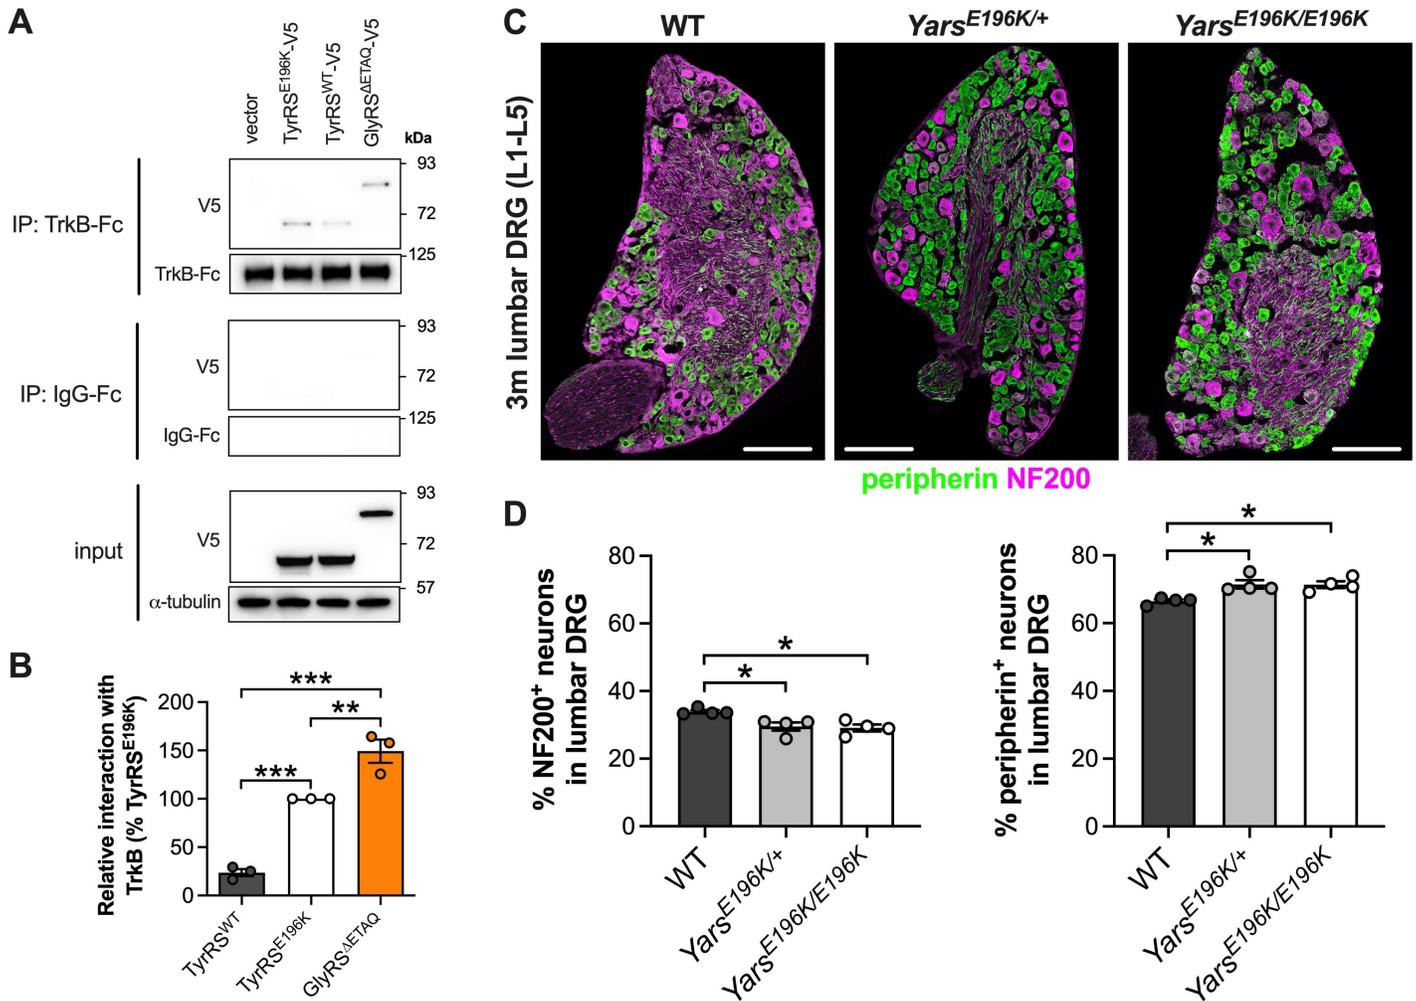 A
vector
TyrRS^E196K-V5
TyrRS^WT-V5
GlyRS^ΔETAQ-V5
kDa
IP: TrkB-Fc
V5
93
72
TrkB-Fc
125
IP: IgG-Fc
V5
93
72
IgG-Fc
125
input
V5
93
72
α-tubulin
57
B
Relative interaction with
TrkB (% TyrRS^E196K)
200
150
100
50
0
***
**
***
TyrRS^WT
TyrRS^E196K
GlyRS^ΔETAQ
C
WT
Yars^E196K/+
Yars^E196K/E196K
3m lumbar DRG (L1-L5)
peripherin NF200
D
% NF200+ neurons
in lumbar DRG
80
60
40
20
0
*
*
WT
Yars^E196K/+
Yars^E196K/E196K
% peripherin+ neurons
in lumbar DRG
80
60
40
20
0
*
*
WT
Yars^E196K/+
Yars^E196K/E196K